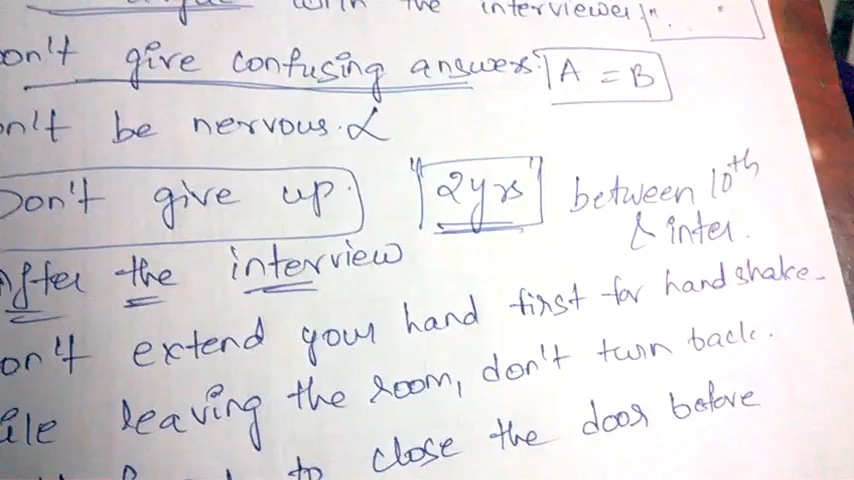 with the interviewer".
on't give confusing answers: A = B
n't be nervous.
Don't give up. "2yrs" between 10th
& inter.
After the interview
on't extend your hand first for handshake.
ile leaving the room, don't turn back.
to close the door before